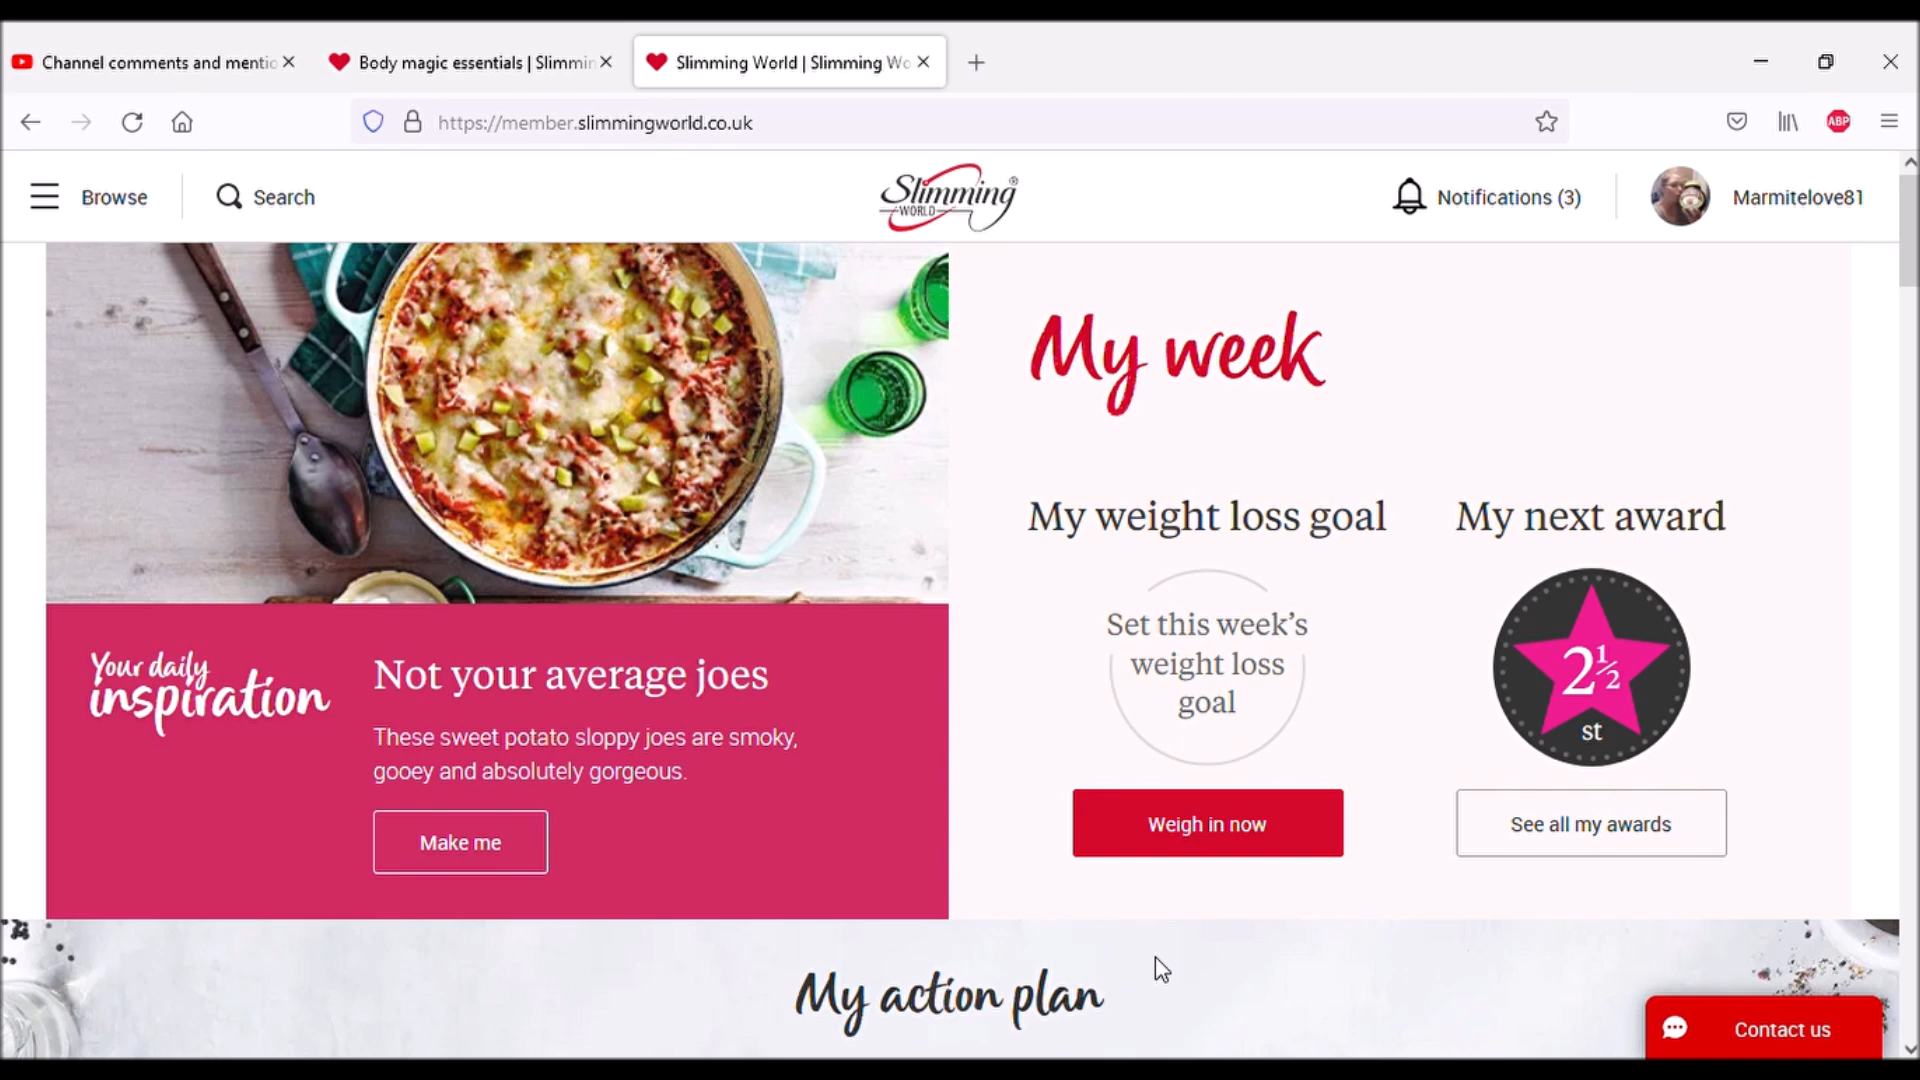 Channel comments and mentio
Body magic essentials | Slimmin
Slimming World | Slimming Wo
https://member.slimmingworld.co.uk
ABP
Browse
Search
Slimming®
WORLD
Notifications (3)
Marmitelove81
My week
My weight loss goal
Set this week's
weight loss
goal
Weigh in now
My next award
2½
st
See all my awards
Your daily
inspiration
Not your average joes
These sweet potato sloppy joes are smoky,
gooey and absolutely gorgeous.
Make me
My action plan
Contact us